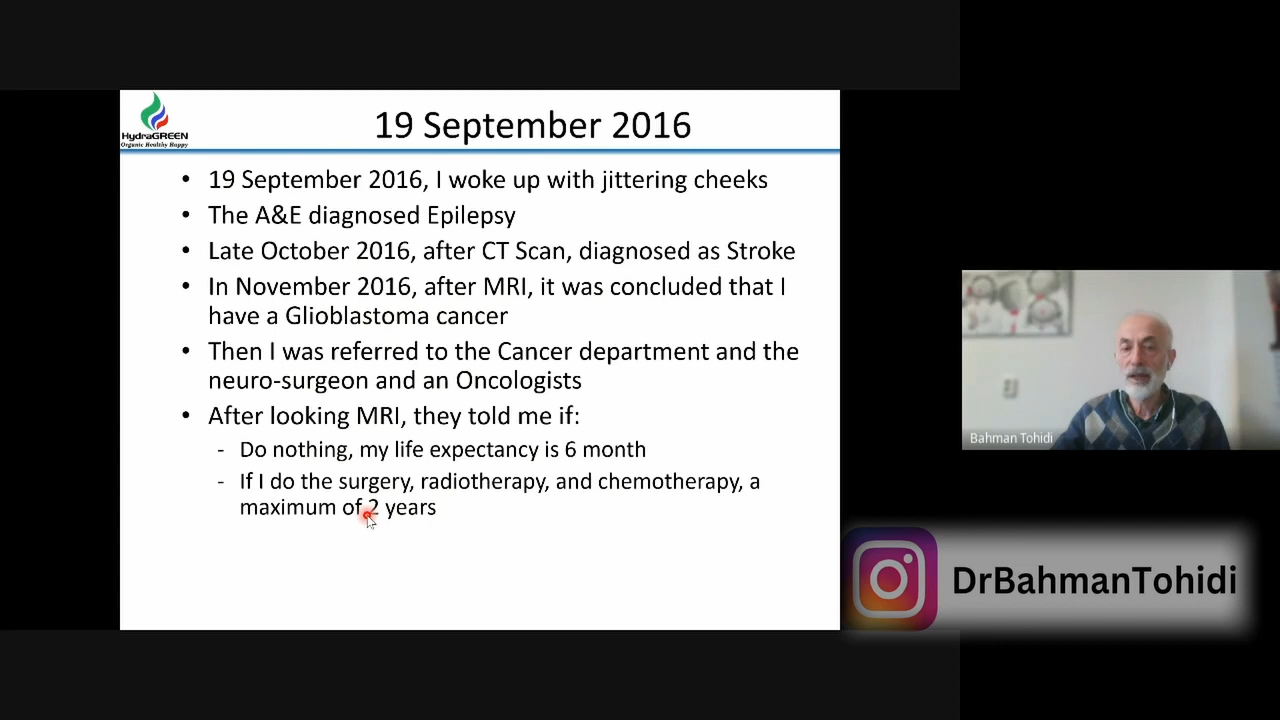 HydraGREEN
Organic Healthy Happy
19 September 2016
• 19 September 2016, I woke up with jittering cheeks
• The A&E diagnosed Epilepsy
• Late October 2016, after CT Scan, diagnosed as Stroke
• In November 2016, after MRI, it was concluded that I
have a Glioblastoma cancer
• Then I was referred to the Cancer department and the
neuro-surgeon and an Oncologists
• After looking MRI, they told me if:
- Do nothing, my life expectancy is 6 month
- If I do the surgery, radiotherapy, and chemotherapy, a
maximum of 2 years
Bahman Tohidi
DrBahmanTohidi